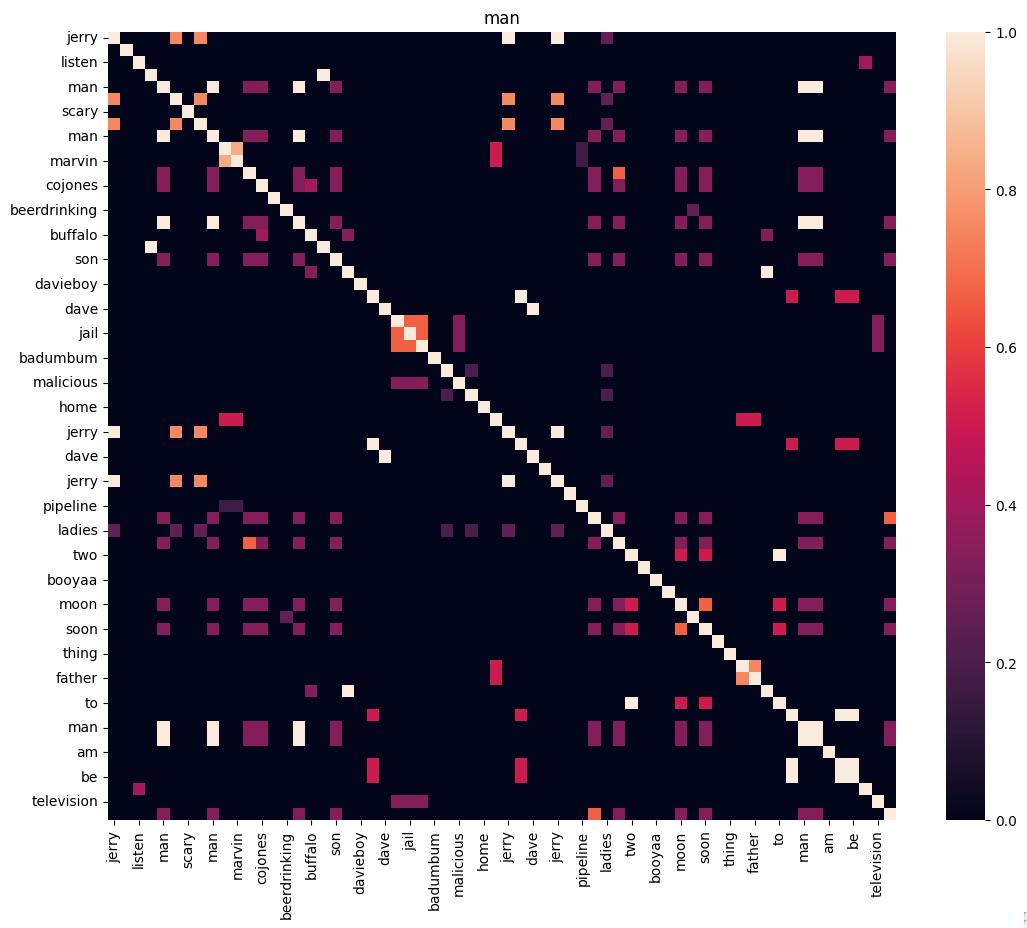 man
jerry
listen
man
scary
man
marvin
cojones
beerdrinking
buffalo
son
davieboy
dave
jail
badumbum
malicious
home
jerry
dave
jerry
pipeline
ladies
two
booyaa
moon
soon
thing
father
to
man
am
be
television
1.0
0.8
0.6
0.4
0.2
0.0
jerry
listen
man
scary
man
marvin
cojones
beerdrinking
buffalo
son
davieboy
dave
jail
badumbum
malicious
home
jerry
dave
jerry
pipeline
ladies
two
booyaa
moon
soon
thing
father
to
man
am
be
television